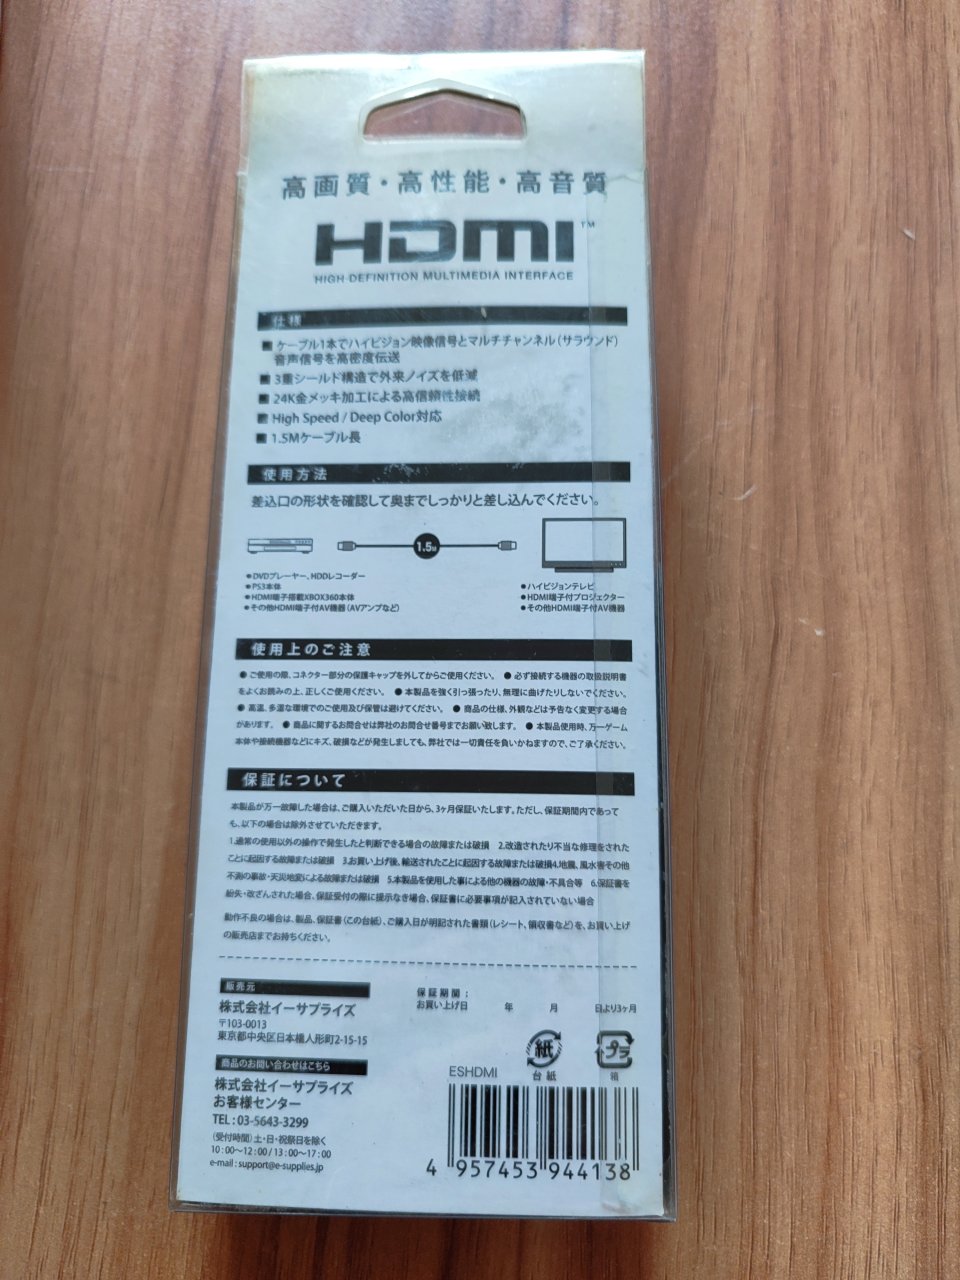 高画質・高性能・高音質
HDMI™
HIGH-DEFINITION MULTIMEDIA INTERFACE
仕様
■ ケーブル1本でハイビジョン映像信号とマルチチャンネル(サラウンド)
音声信号を高密度伝送
■ 3重シールド構造で外来ノイズを低減
■ 24K金メッキ加工による高信頼性接続
■ High Speed / Deep Color対応
■ 1.5Mケーブル長
使用方法
差込口の形状を確認して奥までしっかりと差し込んでください。
1.5M
●DVDプレーヤー、HDDレコーダー
●PS3本体
●HDMI端子搭載XBOX360本体
●その他HDMI端子付AV機器(AVアンプなど)
●ハイビジョンテレビ
●HDMI端子付プロジェクター
●その他HDMI端子付AV機器
使用上のご注意
●ご使用の際、コネクター部分の保護キャップを外してからご使用ください。 ●必ず接続する機器の取扱説明書
をよくお読みの上、正しくご使用ください。 ●本製品を強く引っ張ったり、無理に曲げたりしないでください。
●高温、多湿な環境でのご使用及び保管は避けてください。 ●商品の仕様、外観などは予告なく変更する場合
があります。 ●商品に関するお問合せは弊社のお問合せ番号までお願い致します。 ●本製品使用時、万一ゲーム
本体や接続機器などにキズ、破損などが発生しましても、弊社では一切責任を負いかねますので、ご了承ください。
保証について
本製品が万一故障した場合は、ご購入いただいた日から、3ヶ月保証いたします。ただし、保証期間内であって
も、以下の場合は除外させていただきます。
1.通常の使用以外の操作で発生したと判断できる場合の故障または破損 2.改造されたり不当な修理をされた
ことに起因する故障または破損 3.お買い上げ後、輸送されたことに起因する故障または破損4.地震、風水害その他
不測の事故・天災地変による故障または破損 5.本製品を使用した事による他の機器の故障・不具合等 6.保証書を
紛失・改ざんされた場合、保証受付の際に提示なき場合、保証書に必要事項が記入されていない場合
動作不良の場合は、製品、保証書(この台紙)、ご購入日が明記された書類(レシート、領収書など)を、お買い上げ
の販売店までお持ちください。
販売元
株式会社イーサプライズ
〒103-0013
東京都中央区日本橋人形町2-15-15
商品のお問い合わせはこちら
株式会社イーサプライズ
お客様センター
TEL : 03-5643-3299
(受付時間)土・日・祝祭日を除く
10:00～12:00 / 13:00～17:00
e-mail : support@e-supplies.jp
保証期間:
お買い上げ日 年 月 日より3ヶ月
紙
台紙
プラ
箱
ESHDMI
4 957453 944138